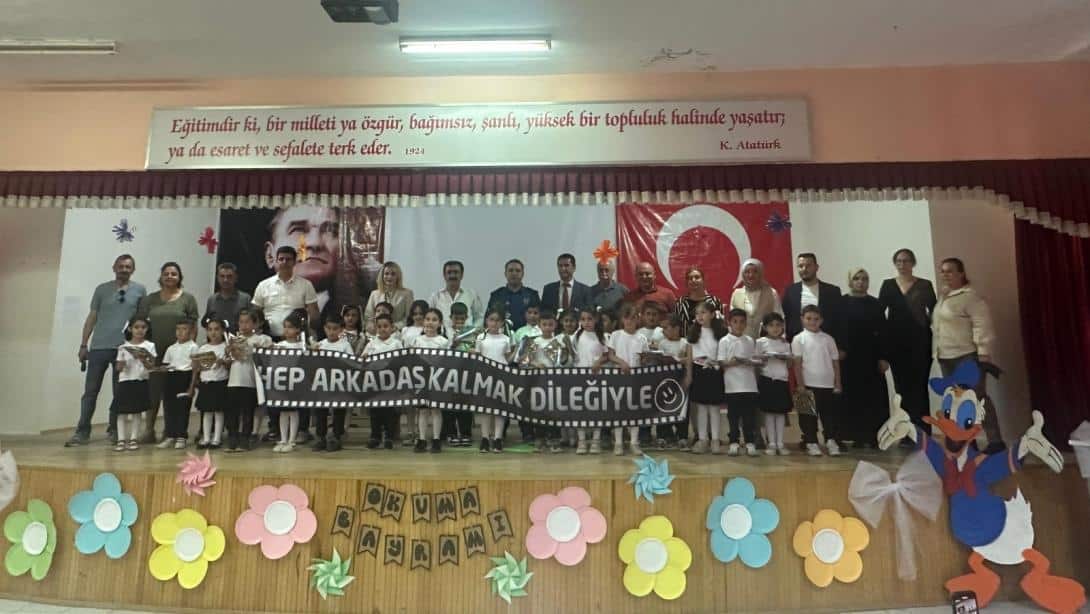 Eğitimdir ki, bir milleti ya özgür, bağımsız, şanlı, yüksek bir topluluk halinde yaşatır;
ya da esaret ve sefalete terk eder. 1924 K. Atatürk
HEP ARKADAŞ KALMAK DİLEĞİYLE
OKUMA
BAYRAMI